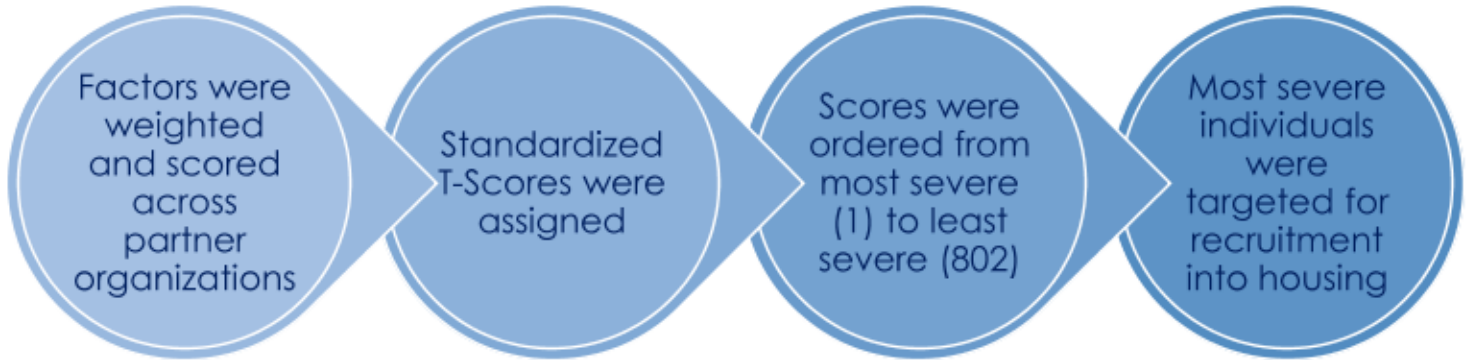 Factors were
weighted
and scored
across
partner
organizations
Standardized
T-Scores were
assigned
Scores were
ordered from
most severe
(1) to least
severe (802)
Most severe
individuals
were
targeted for
recruitment
into housing